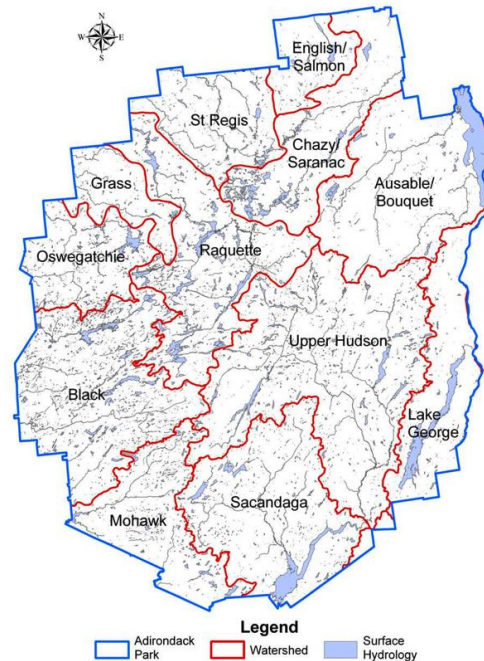 N
W E
S
English/
Salmon
St Regis
Chazy/
Saranac
Grass
Ausable/
Bouquet
Oswegatchie
Raquette
Upper Hudson
Black
Lake
George
Sacandaga
Mohawk
Legend
Adirondack
Park
Watershed
Surface
Hydrology